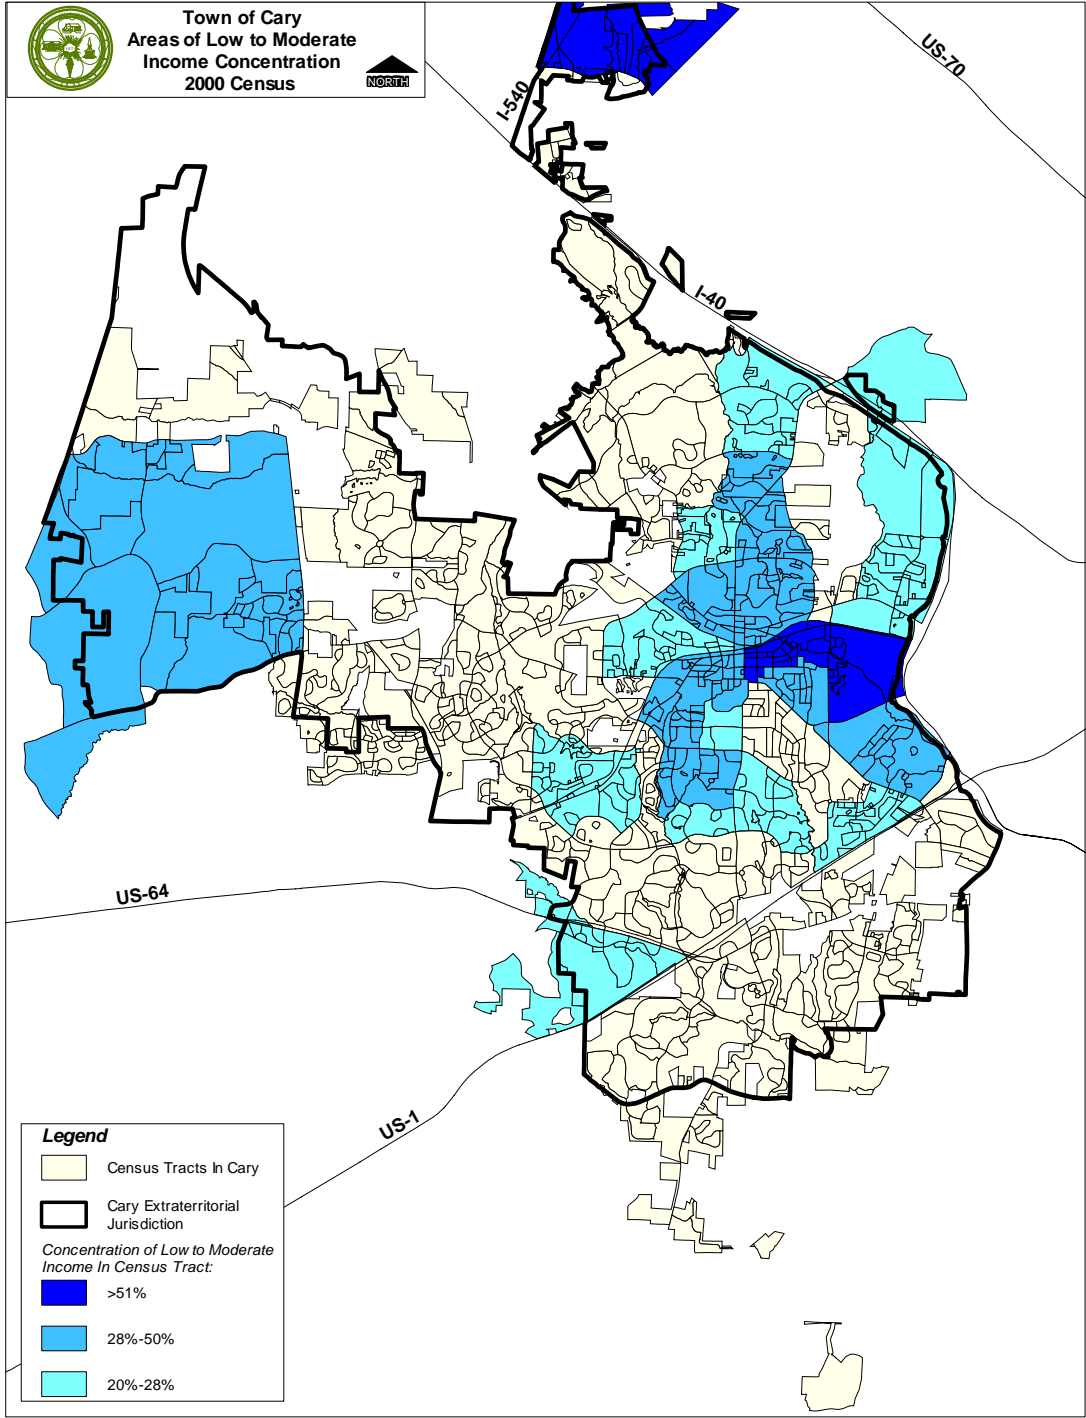 Town of Cary
Areas of Low to Moderate
Income Concentration
2000 Census
NORTH
US-70
I-540
I-40
US-64
US-1
Legend
Census Tracts In Cary
Cary Extraterritorial
Jurisdiction
Concentration of Low to Moderate
Income In Census Tract:
>51%
28%-50%
20%-28%